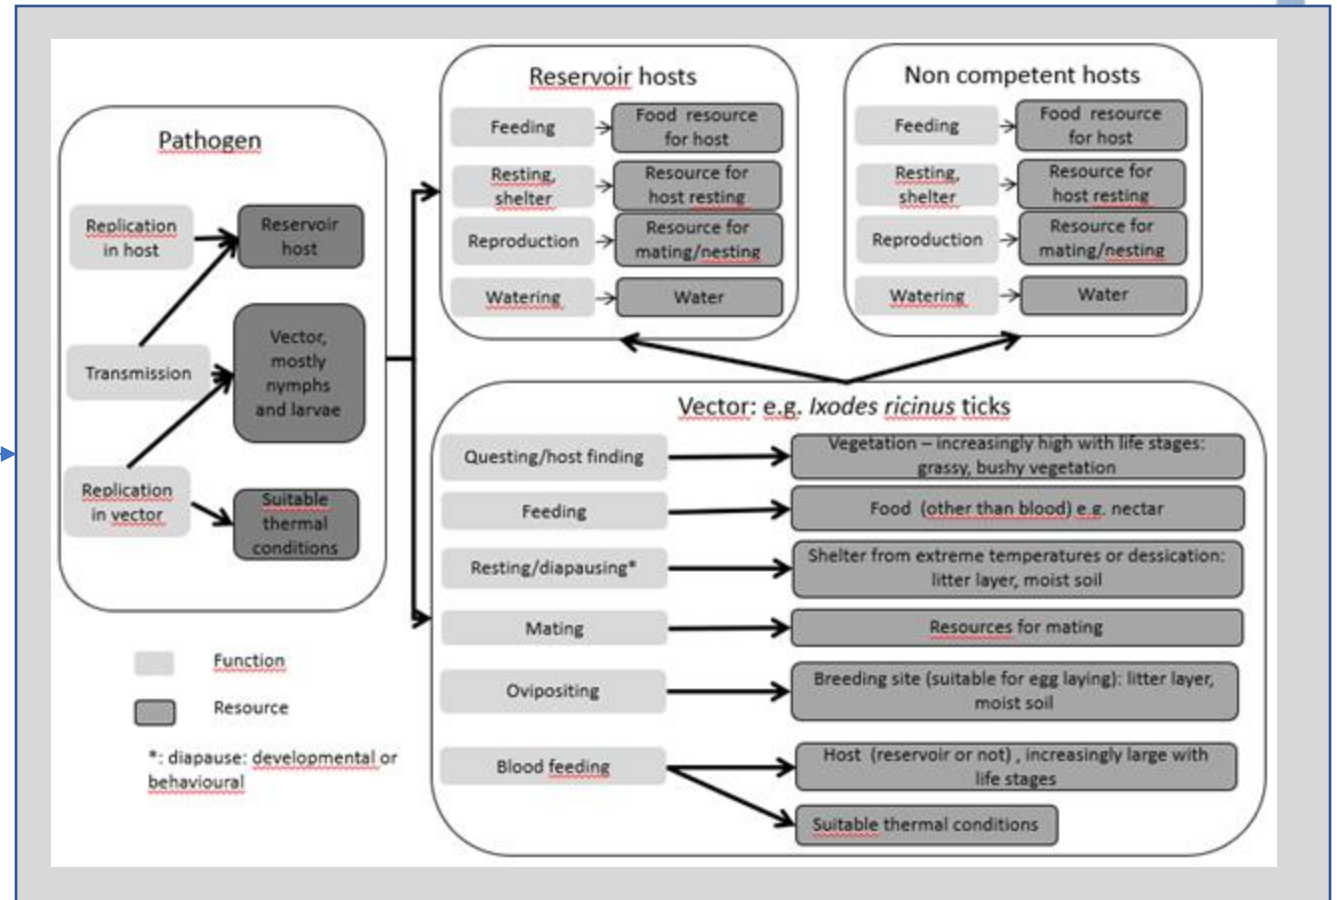 Pathogen
Replication
in host
Reservoir
host
Transmission
Vector,
mostly
nymphs
and larvae
Replication
in vector
Suitable
thermal
conditions
Function
Resource
*: diapause: developmental or
behavioural
Reservoir hosts
Feeding
Food resource
for host
Resting,
shelter
Resource for
host resting
Reproduction
Resource for
mating/nesting
Watering
Water
Non competent hosts
Feeding
Food resource
for host
Resting,
shelter
Resource for
host resting
Reproduction
Resource for
mating/nesting
Watering
Water
Vector: e.g. Ixodes ricinus ticks
Questing/host finding
Vegetation – increasingly high with life stages:
grassy, bushy vegetation
Feeding
Food (other than blood) e.g. nectar
Resting/diapausing*
Shelter from extreme temperatures or dessication:
litter layer, moist soil
Mating
Resources for mating
Ovipositing
Breeding site (suitable for egg laying): litter layer,
moist soil
Blood feeding
Host (reservoir or not) , increasingly large with
life stages
Suitable thermal conditions